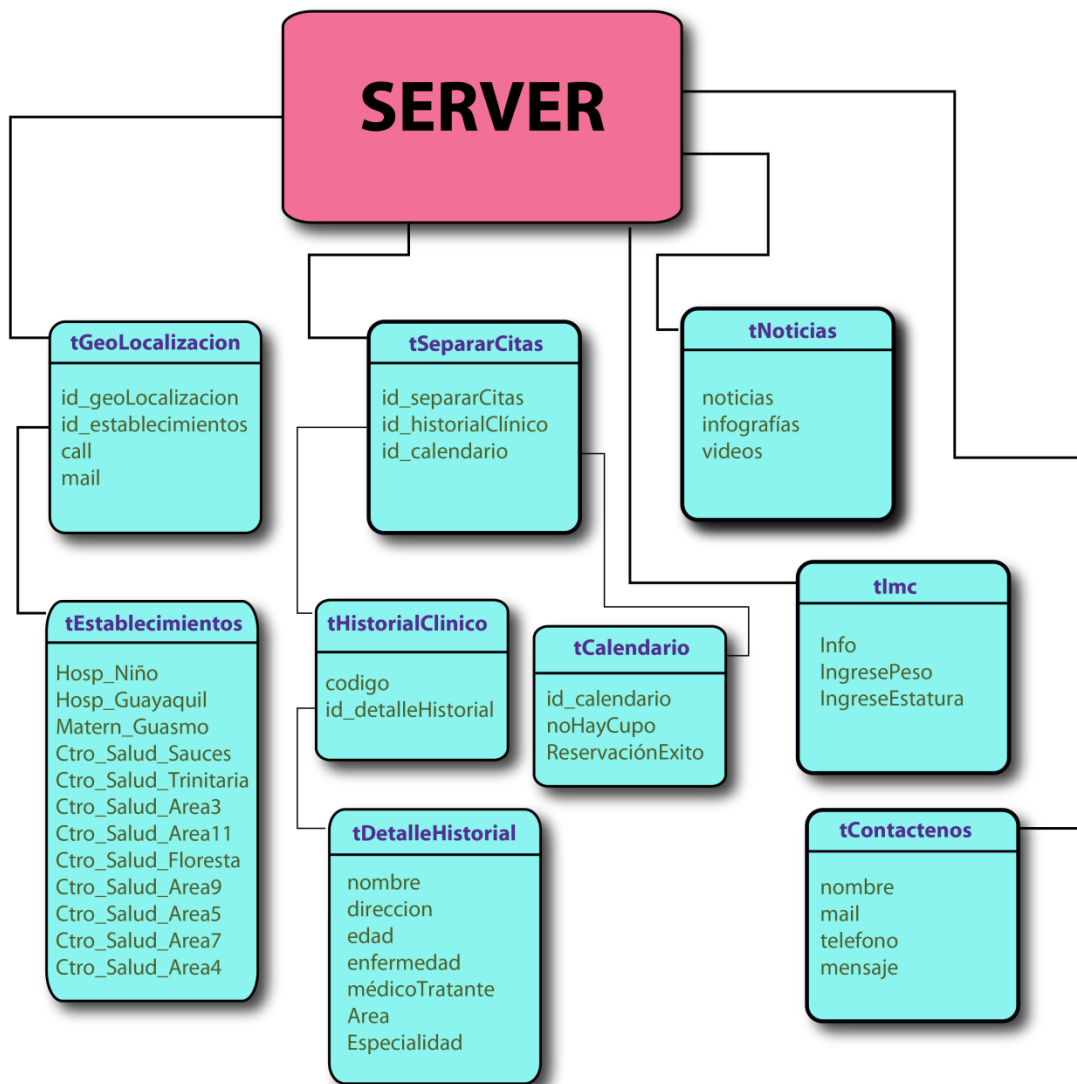 SERVER
tGeoLocalizacion
id_geoLocalizacion
id_establecimientos
call
mail
tSepararCitas
id_separarCitas
id_historialClínico
id_calendario
tNoticias
noticias
infografías
videos
tEstablecimientos
Hosp_Niño
Hosp_Guayaquil
Matern_Guasmo
Ctro_Salud_Sauces
Ctro_Salud_Trinitaria
Ctro_Salud_Area3
Ctro_Salud_Area11
Ctro_Salud_Floresta
Ctro_Salud_Area9
Ctro_Salud_Area5
Ctro_Salud_Area7
Ctro_Salud_Area4
tHistorialClinico
codigo
id_detalleHistorial
tCalendario
id_calendario
noHayCupo
ReservaciónExito
tImc
Info
IngresePeso
IngreseEstatura
tDetalleHistorial
nombre
direccion
edad
enfermedad
médicoTratante
Area
Especialidad
tContactenos
nombre
mail
telefono
mensaje